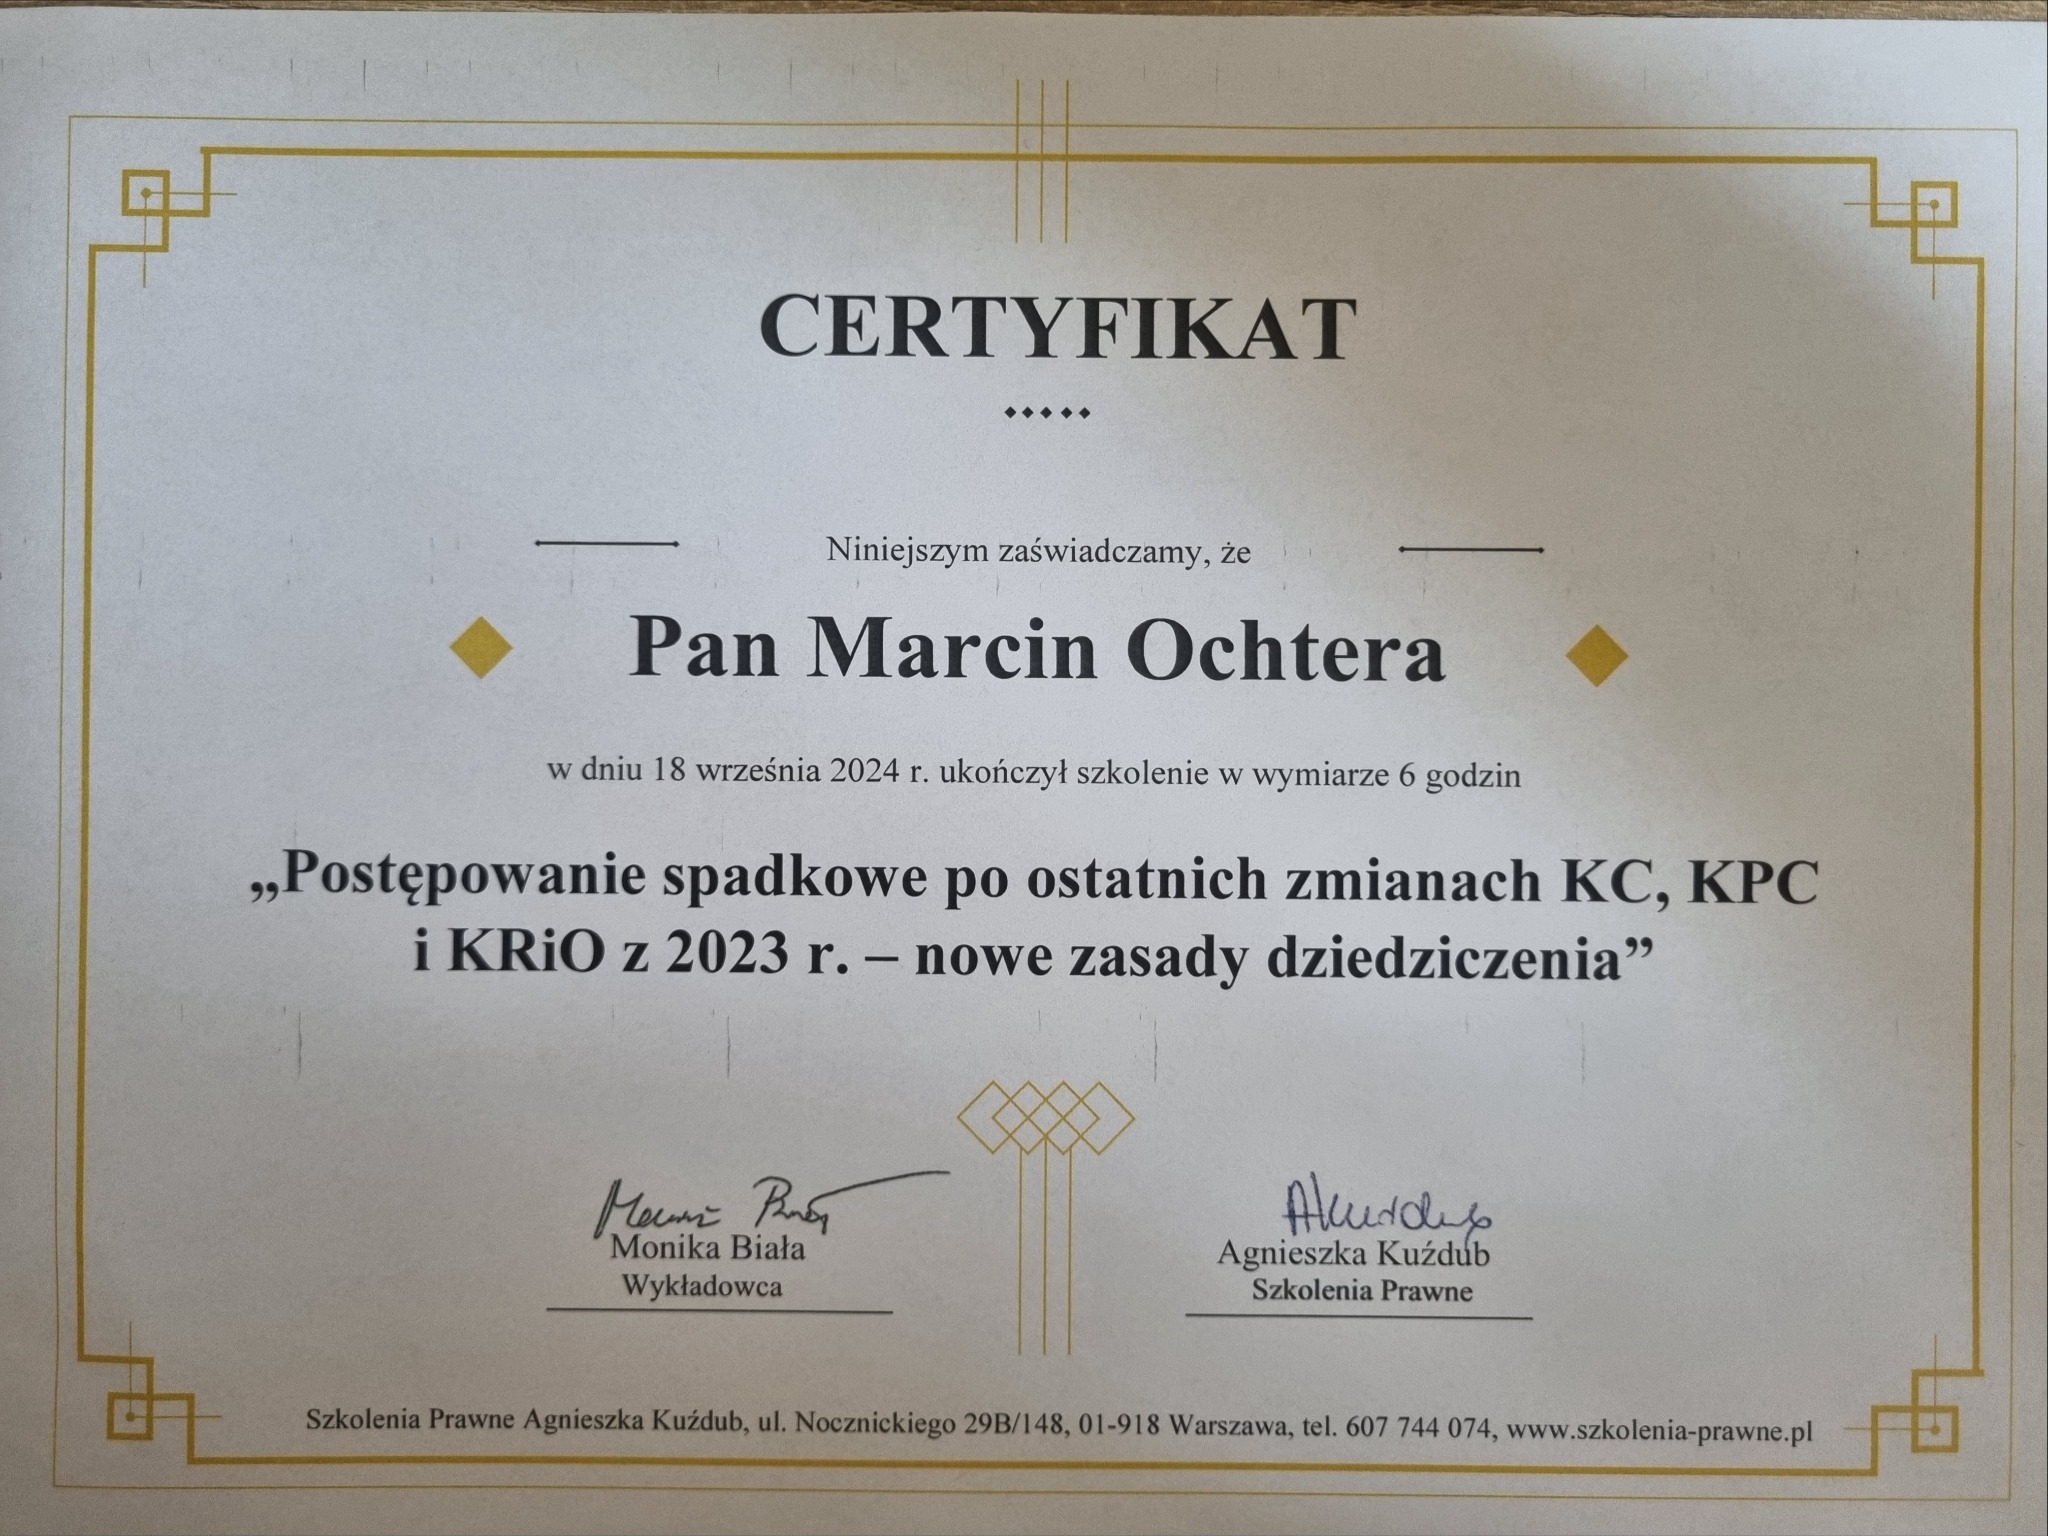 CERTYFIKAT
Niniejszym zaświadczamy, że
Pan Marcin Ochtera
w dniu 18 września 2024 r. ukończył szkolenie w wymiarze 6 godzin
„Postępowanie spadkowe po ostatnich zmianach KC, KPC
i KRiO z 2023 r. – nowe zasady dziedziczenia”
Monika Biała
Wykładowca
Agnieszka Kuźdub
Szkolenia Prawne
Szkolenia Prawne Agnieszka Kuźdub, ul. Nocznickiego 29B/148, 01-918 Warszawa, tel. 607 744 074, www.szkolenia-prawne.pl